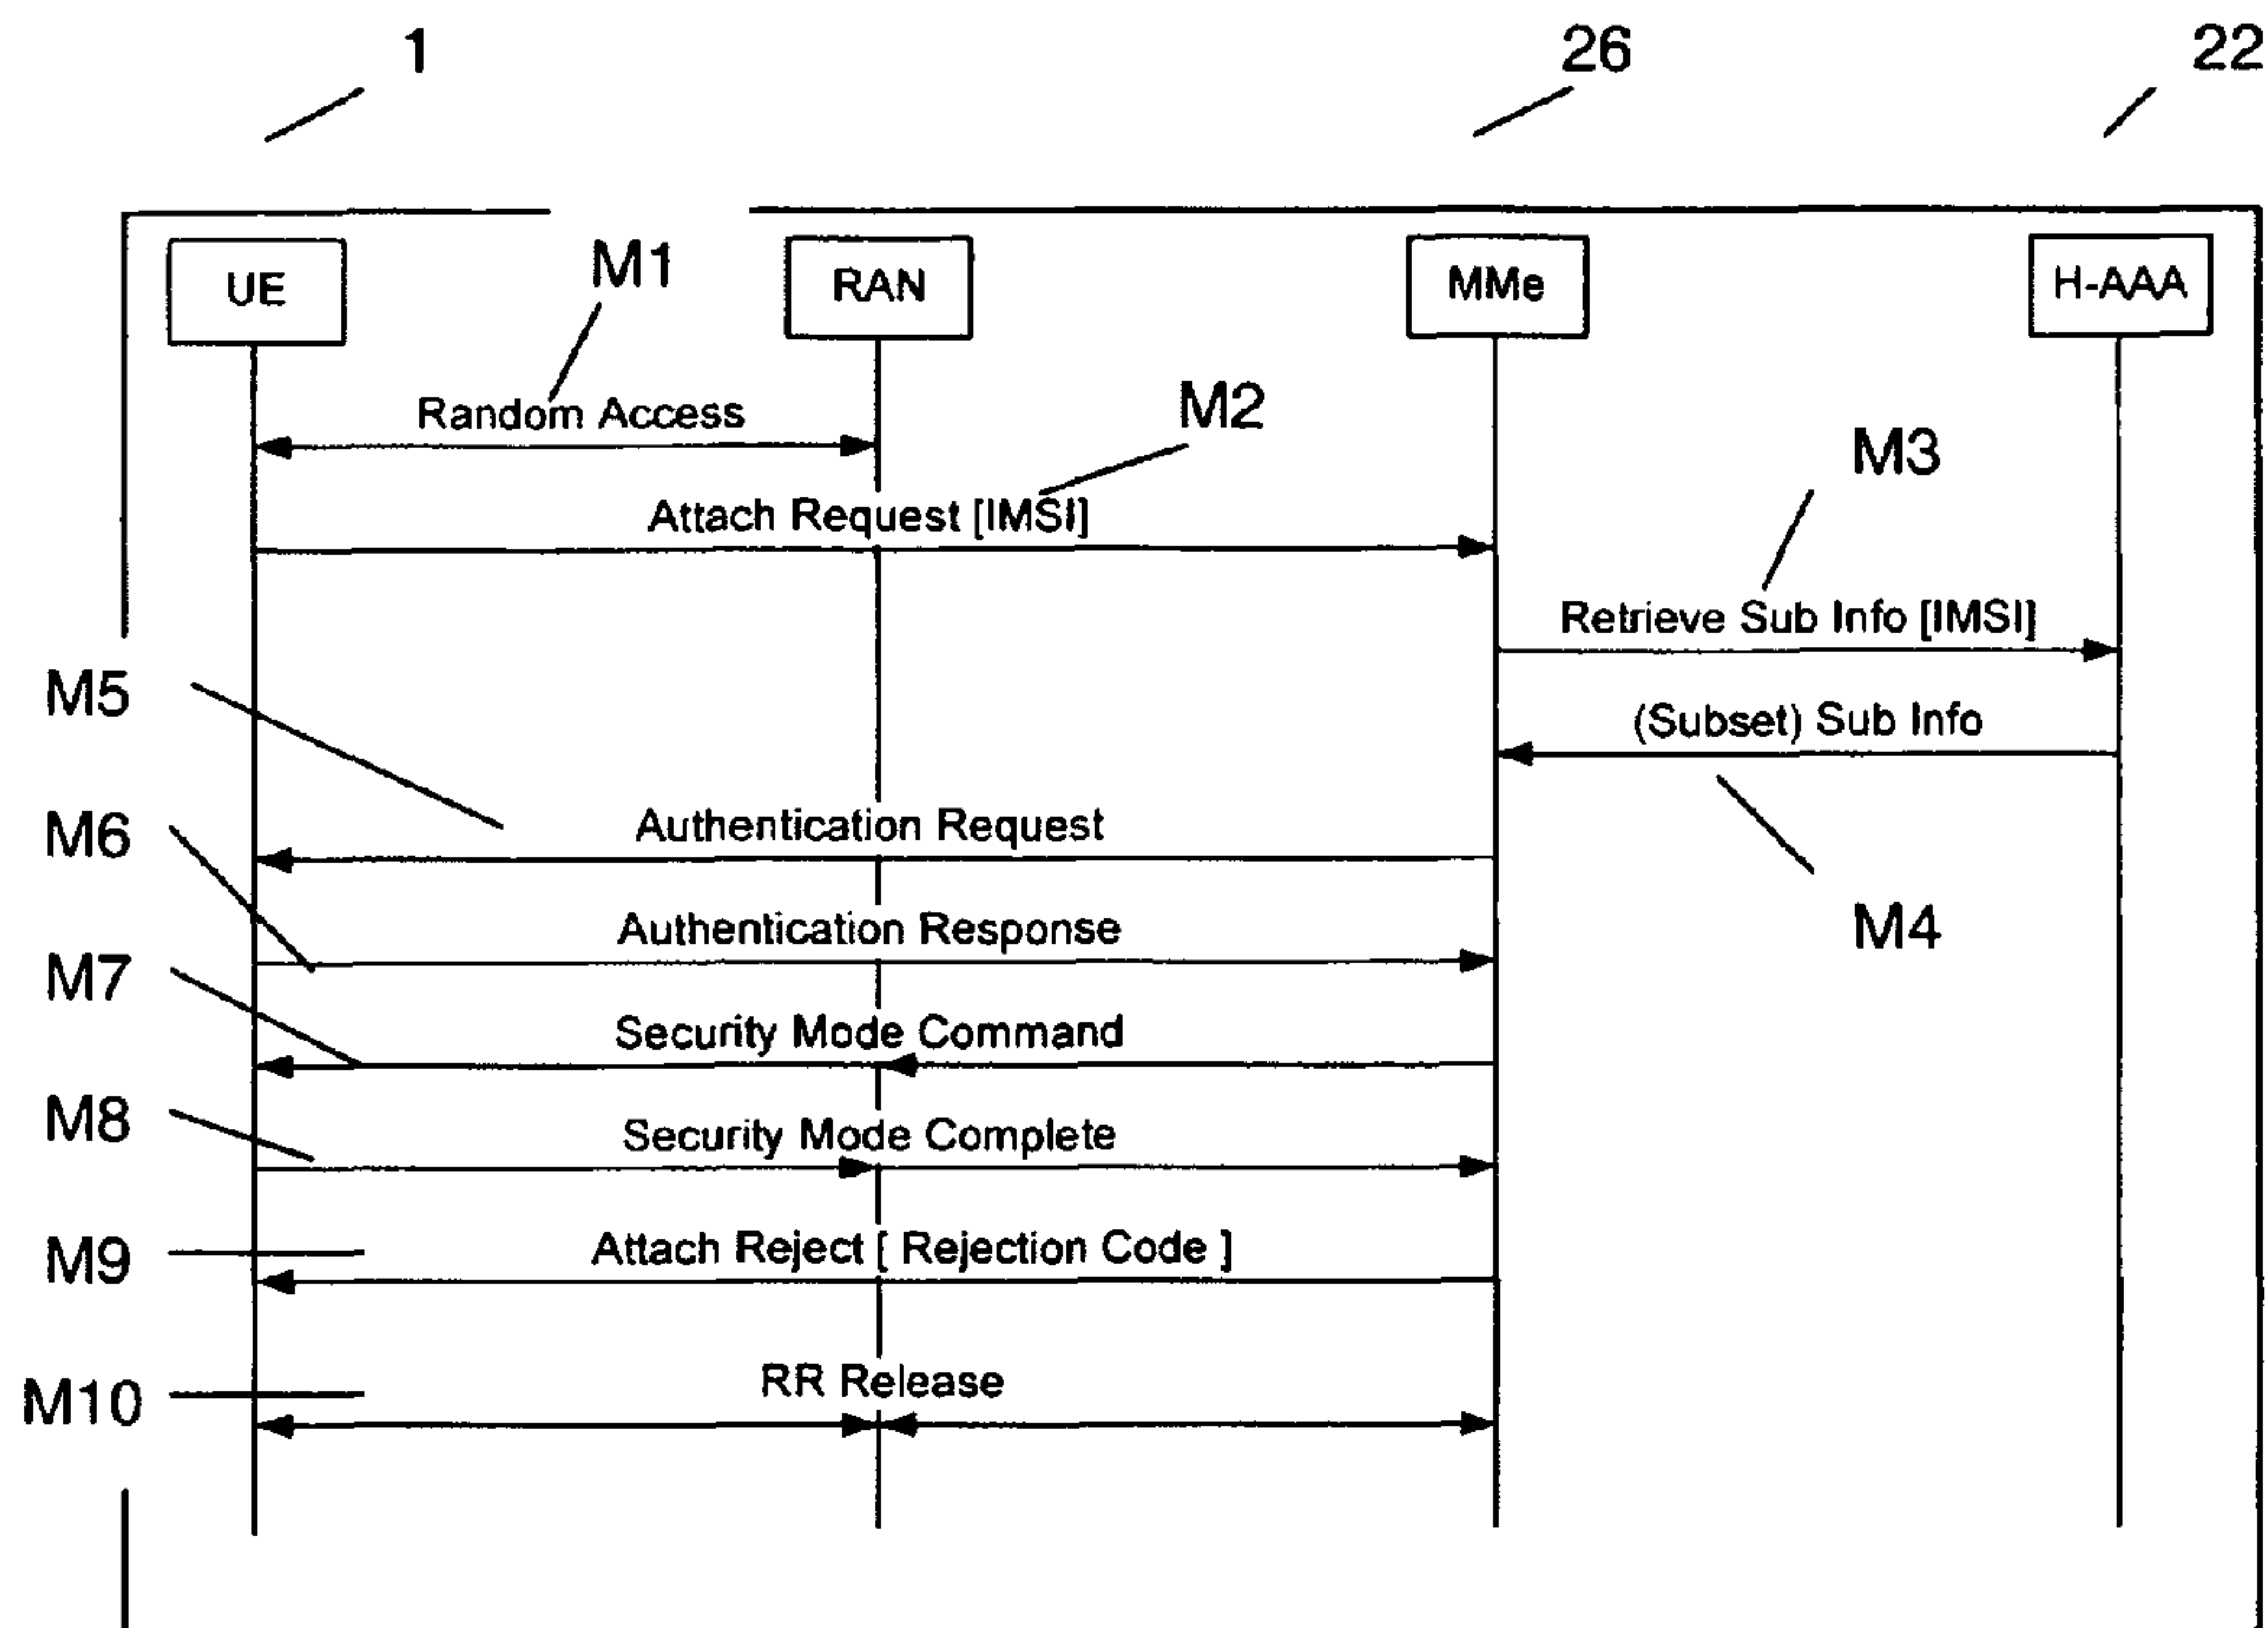 1
26
22
UE
M1
RAN
MMe
H-AAA
Random Access
M2
M3
Attach Request [IMSI]
Retrieve Sub Info [IMSI]
M5
(Subset) Sub Info
M6
Authentication Request
M4
Authentication Response
M7
Security Mode Command
M8
Security Mode Complete
M9
Attach Reject [ Rejection Code ]
M10
RR Release